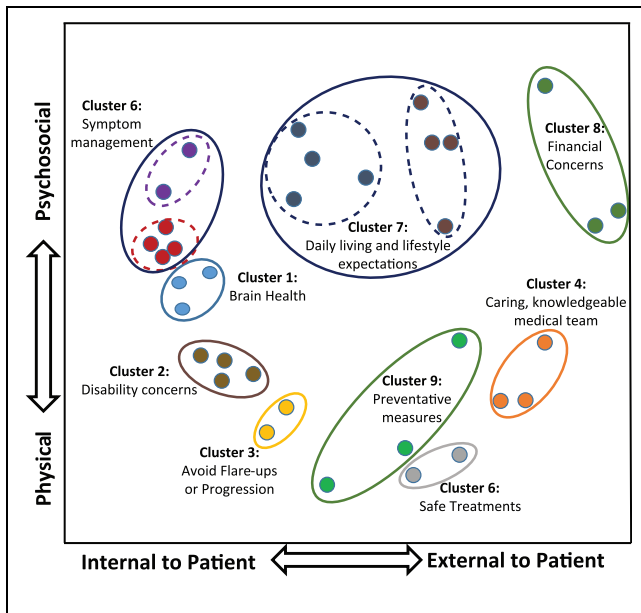 Cluster 6:
Symptom
management
Cluster 8:
Financial
Concerns
Cluster 7:
Daily living and lifestyle
expectations
Cluster 1:
Brain Health
Cluster 4:
Caring, knowledgeable
medical team
Cluster 2:
Disability concerns
Cluster 9:
Preventative
measures
Cluster 3:
Avoid Flare-ups
or Progression
Cluster 6:
Safe Treatments
Psychosocial
Physical
Internal to Patient
External to Patient